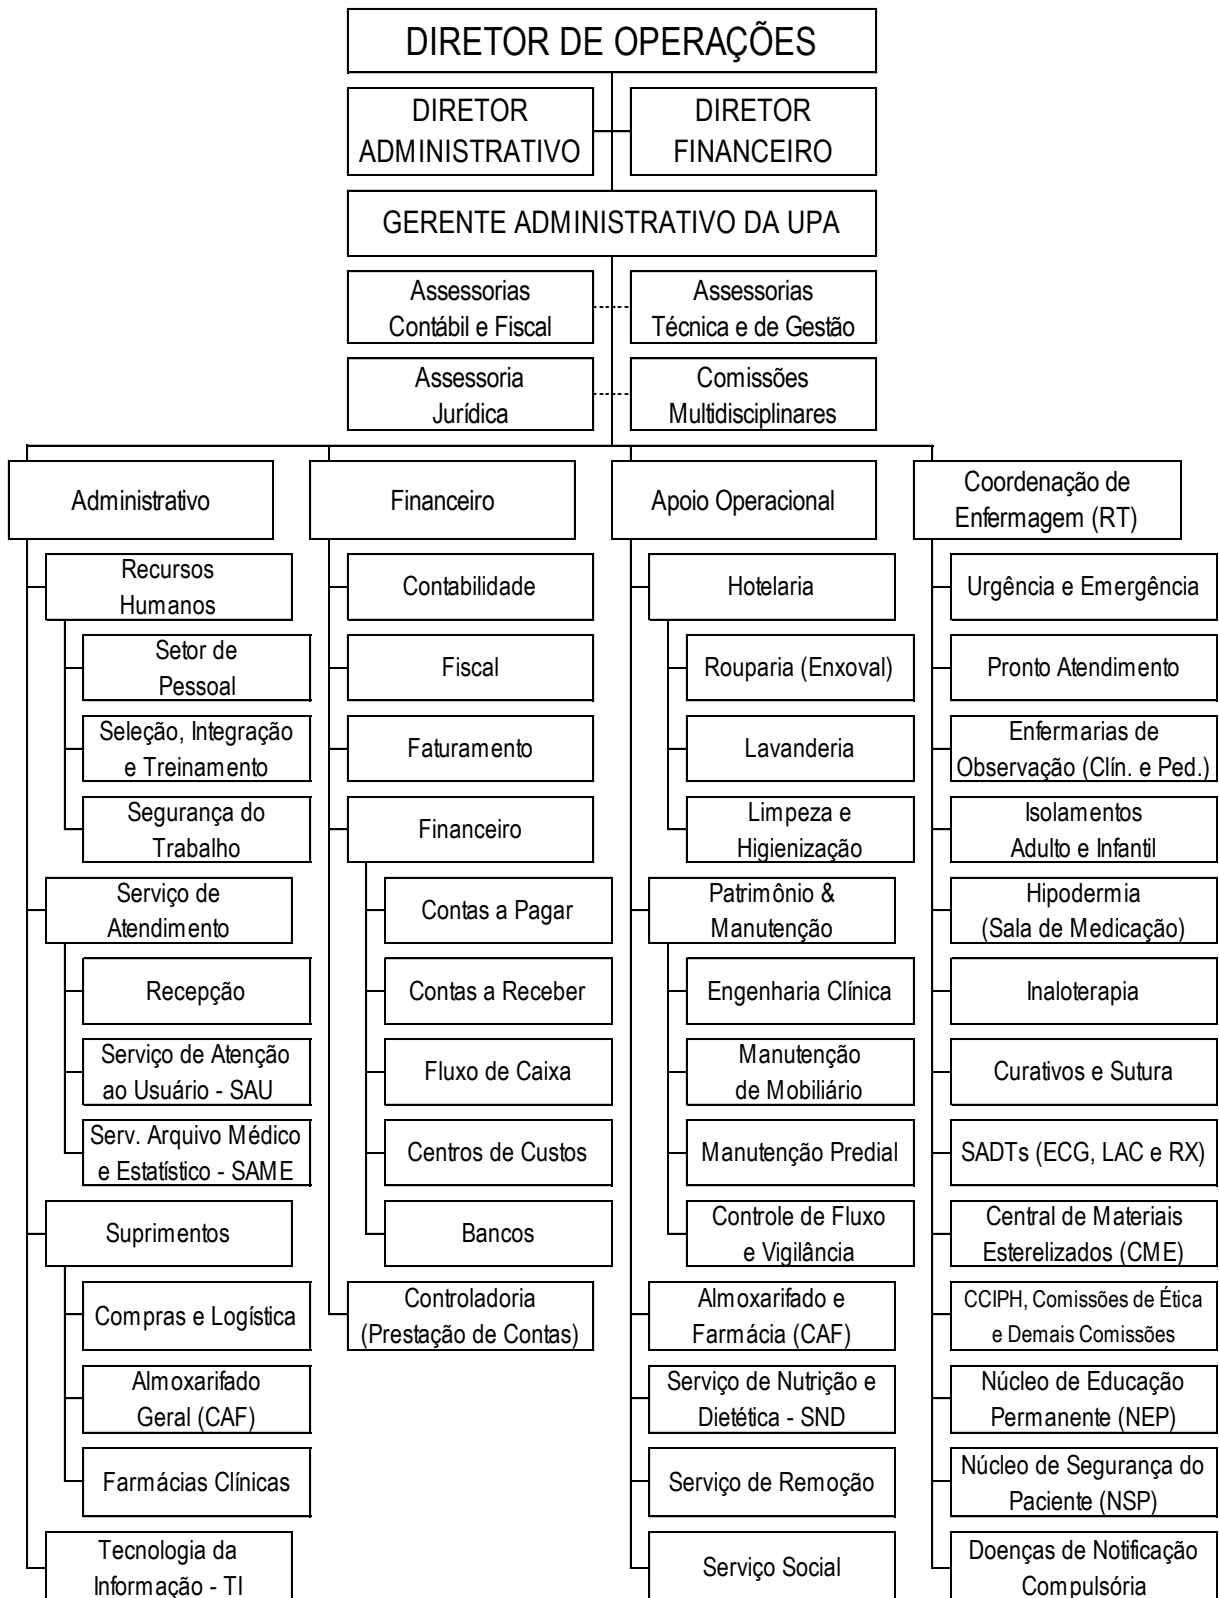 DIRETOR DE OPERAÇÕES
DIRETOR
ADMINISTRATIVO
DIRETOR
FINANCEIRO
GERENTE ADMINISTRATIVO DA UPA
Assessorias
Contábil e Fiscal
Assessorias
Técnica e de Gestão
Assessoria
Jurídica
Comissões
Multidisciplinares
Administrativo
Recursos
Humanos
Setor de
Pessoal
Seleção, Integração
e Treinamento
Segurança do
Trabalho
Serviço de
Atendimento
Recepção
Serviço de Atenção
ao Usuário - SAU
Serv. Arquivo Médico
e Estatístico - SAME
Suprimentos
Compras e Logística
Almoxarifado
Geral (CAF)
Farmácias Clínicas
Tecnologia da
Informação - TI
Financeiro
Contabilidade
Fiscal
Faturamento
Financeiro
Contas a Pagar
Contas a Receber
Fluxo de Caixa
Centros de Custos
Bancos
Controladoria
(Prestação de Contas)
Apoio Operacional
Hotelaria
Rouparia (Enxoval)
Lavanderia
Limpeza e
Higienização
Patrimônio &
Manutenção
Engenharia Clínica
Manutenção
de Mobiliário
Manutenção Predial
Controle de Fluxo
e Vigilância
Almoxarifado e
Farmácia (CAF)
Serviço de Nutrição e
Dietética - SND
Serviço de Remoção
Serviço Social
Coordenação de
Enfermagem (RT)
Urgência e Emergência
Pronto Atendimento
Enfermarias de
Observação (Clín. e Ped.)
Isolamentos
Adulto e Infantil
Hipodermia
(Sala de Medicação)
Inaloterapia
Curativos e Sutura
SADTs (ECG, LAC e RX)
Central de Materiais
Esterelizados (CME)
CCIPH, Comissões de Ética
e Demais Comissões
Núcleo de Educação
Permanente (NEP)
Núcleo de Segurança do
Paciente (NSP)
Doenças de Notificação
Compulsória